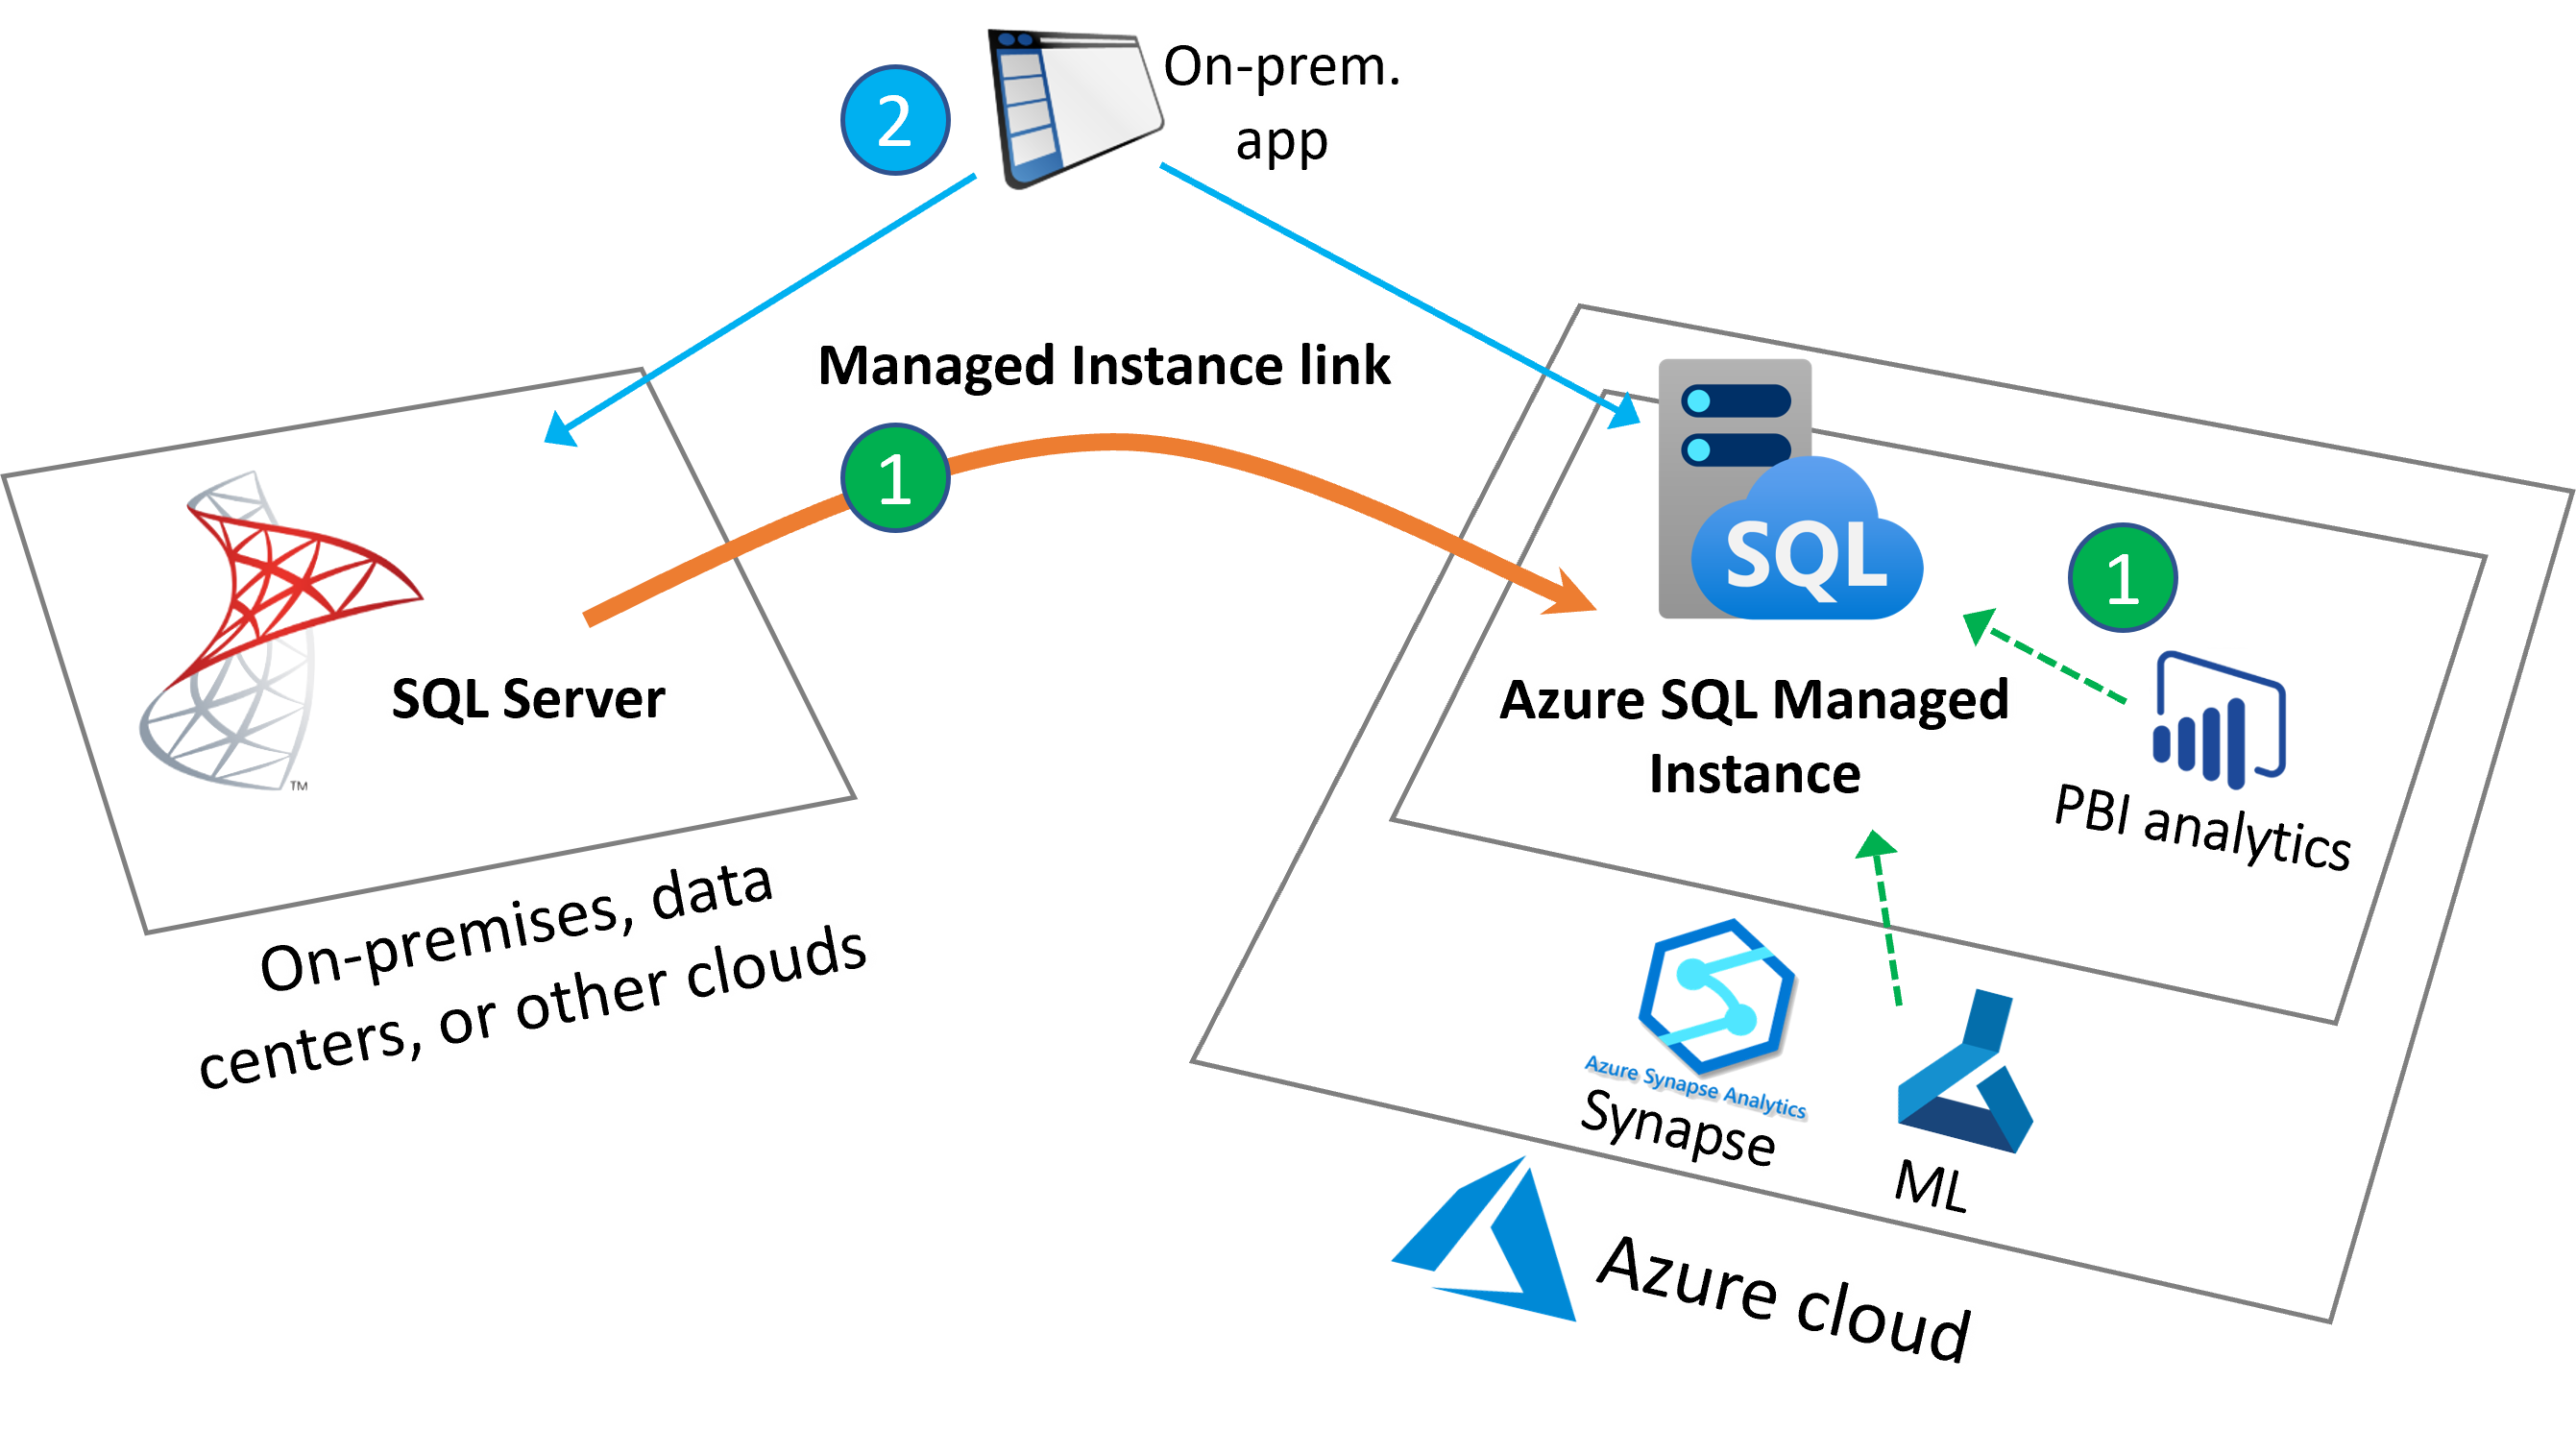 On-prem.
app
2
Managed Instance link
1
SQL
1
SQL Server
TM
Azure SQL Managed
Instance
PBI analytics
On-premises, data
centers, or other clouds
Azure Synapse Analytics
Synapse
ML
Azure cloud